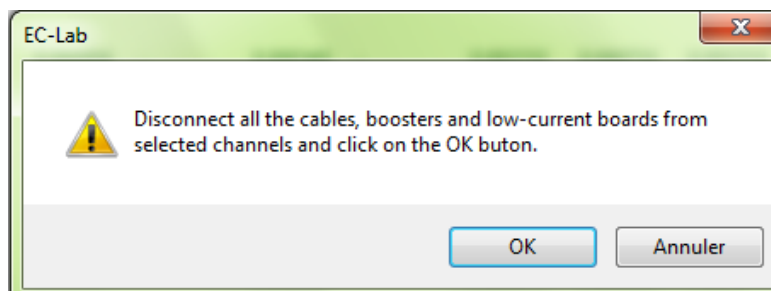 EC-Lab
Disconnect all the cables, boosters and low-current boards from
selected channels and click on the OK buton.
OK
Annuler